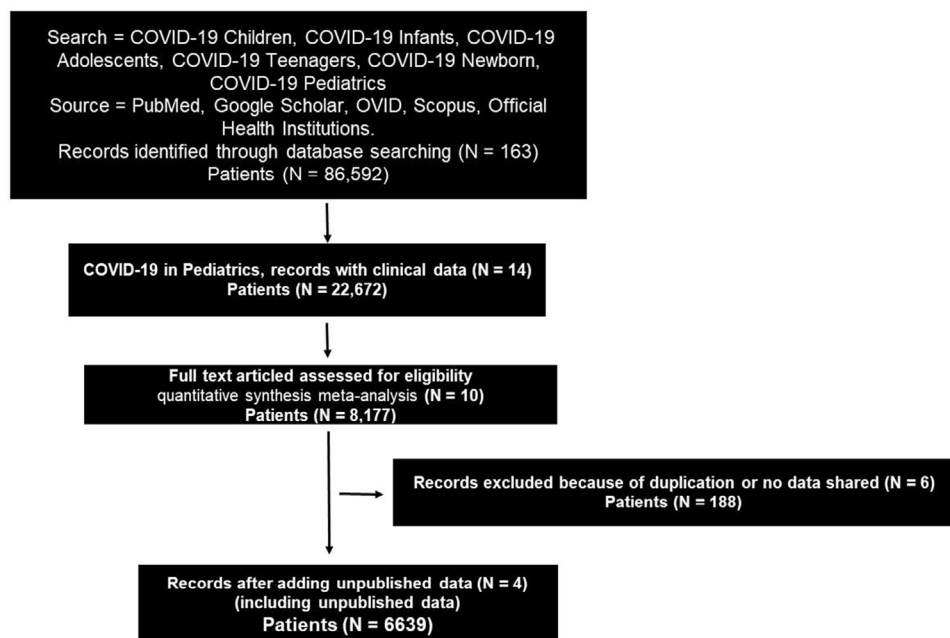 Search = COVID-19 Children, COVID-19 Infants, COVID-19
Adolescents, COVID-19 Teenagers, COVID-19 Newborn,
COVID-19 Pediatrics
Source = PubMed, Google Scholar, OVID, Scopus, Official
Health Institutions.
Records identified through database searching (N = 163)
Patients (N = 86,592)
COVID-19 in Pediatrics, records with clinical data (N = 14)
Patients (N = 22,672)
Full text articled assessed for eligibility
quantitative synthesis meta-analysis (N = 10)
Patients (N = 8,177)
Records excluded because of duplication or no data shared (N = 6)
Patients (N = 188)
Records after adding unpublished data (N = 4)
(including unpublished data)
Patients (N = 6639)